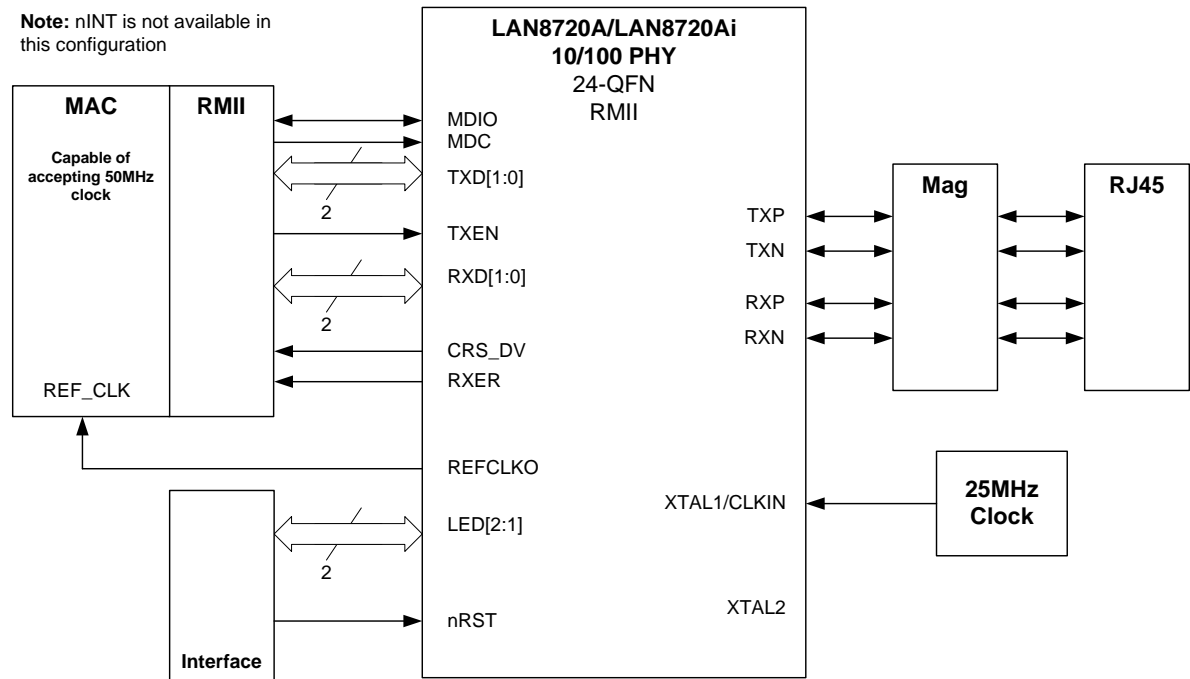 Note: nINT is not available in
this configuration
LAN8720A/LAN8720Ai
10/100 PHY
24-QFN
RMII
MAC
RMII
Capable of
accepting 50MHz
clock
REF_CLK
MDIO
MDC
TXD[1:0]
2
TXEN
RXD[1:0]
2
CRS_DV
RXER
REFCLKO
LED[2:1]
2
nRST
Interface
TXP
TXN
RXP
RXN
Mag
RJ45
XTAL1/CLKIN
25MHz
Clock
XTAL2